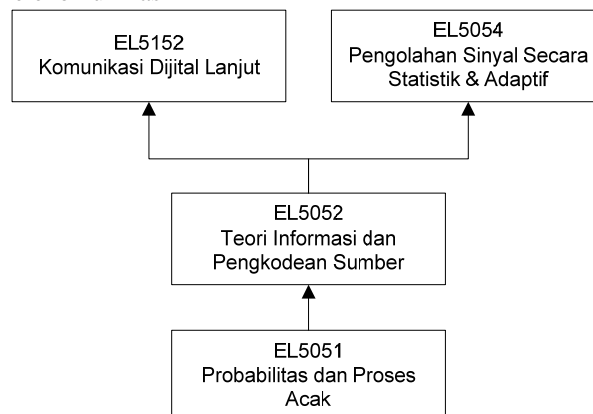 EL5152
Komunikasi Dijital Lanjut
EL5054
Pengolahan Sinyal Secara
Statistik & Adaptif
EL5052
Teori Informasi dan
Pengkodean Sumber
EL5051
Probabilitas dan Proses
Acak